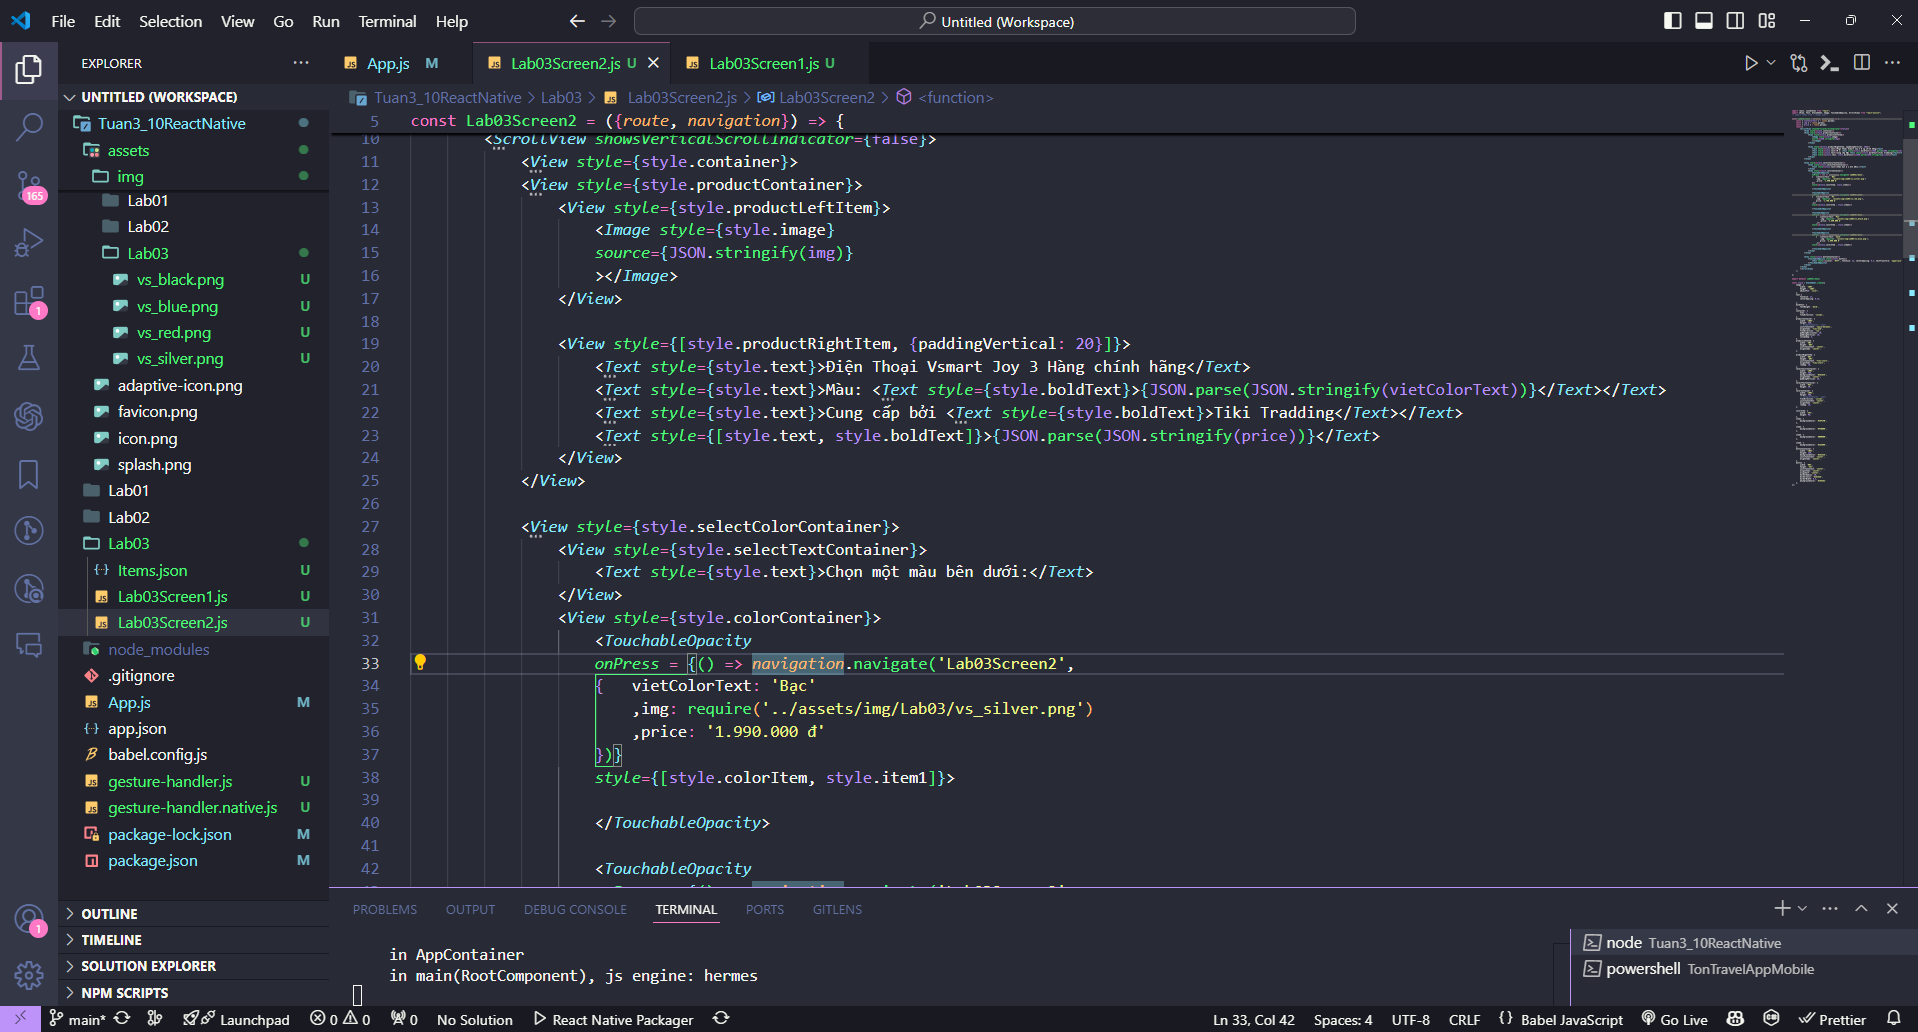 File Edit Selection View Go Run Terminal Help
Untitled (Workspace)
EXPLORER
App.js M
Lab03Screen2.js U
Lab03Screen1.js U
UNTITLED (WORKSPACE)
Tuan3_10ReactNative > Lab03 > Lab03Screen2.js > Lab03Screen2 > <function>
Tuan3_10ReactNative
assets
img
Lab01
Lab02
Lab03
vs_black.png U
vs_blue.png U
vs_red.png U
vs_silver.png U
adaptive-icon.png
favicon.png
icon.png
splash.png
Lab01
Lab02
Lab03
Items.json U
Lab03Screen1.js U
Lab03Screen2.js U
node_modules
.gitignore
App.js M
app.json
babel.config.js
gesture-handler.js U
gesture-handler.native.js U
package-lock.json M
package.json M
OUTLINE
TIMELINE
SOLUTION EXPLORER
NPM SCRIPTS
165
1
1
5 const Lab03Screen2 = ({route, navigation}) => {
10 <ScrollView showsVerticalScrollIndicator={false}>
11 <View style={style.container}>
12 <View style={style.productContainer}>
13 <View style={style.productLeftItem}>
14 <Image style={style.image}
15 source={JSON.stringify(img)}
16 ></Image>
17 </View>
18
19 <View style={[style.productRightItem, {paddingVertical: 20}]}>
20 <Text style={style.text}>Điện Thoại Vsmart Joy 3 Hàng chính hãng</Text>
21 <Text style={style.text}>Màu: <Text style={style.boldText}>{JSON.parse(JSON.stringify(vietColorText))}</Text></Text>
22 <Text style={style.text}>Cung cấp bởi <Text style={style.boldText}>Tiki Tradding</Text></Text>
23 <Text style={[style.text, style.boldText]}>{JSON.parse(JSON.stringify(price))}</Text>
24 </View>
25 </View>
26
27 <View style={style.selectColorContainer}>
28 <View style={style.selectTextContainer}>
29 <Text style={style.text}>Chọn một màu bên dưới:</Text>
30 </View>
31 <View style={style.colorContainer}>
32 <TouchableOpacity
33 onPress = {() => navigation.navigate('Lab03Screen2',
34 { vietColorText: 'Bạc'
35 ,img: require('../assets/img/Lab03/vs_silver.png')
36 ,price: '1.990.000 đ'
37 })}
38 style={[style.colorItem, style.item1]}>
39
40 </TouchableOpacity>
41
42 <TouchableOpacity
PROBLEMS OUTPUT DEBUG CONSOLE TERMINAL PORTS GITLENS
in AppContainer
in main(RootComponent), js engine: hermes
node Tuan3_10ReactNative
powershell TonTravelAppMobile
main* Launchpad 0 0 0 No Solution React Native Packager Ln 33, Col 42 Spaces: 4 UTF-8 CRLF {} Babel JavaScript Go Live Prettier